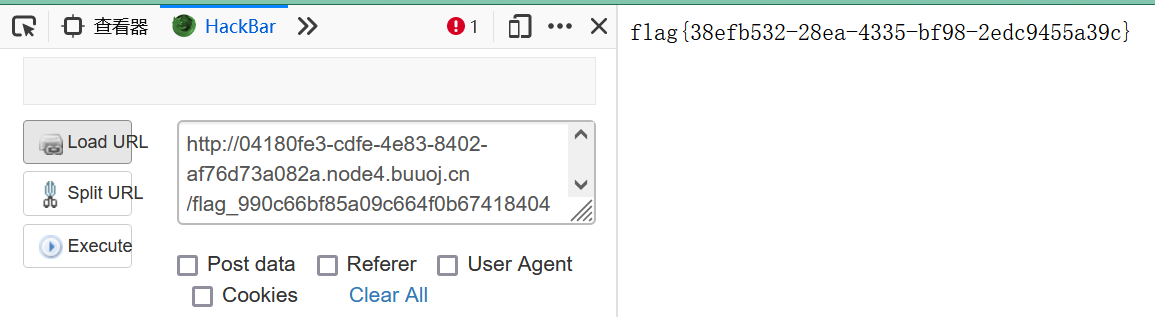 查看器 HackBar 1
flag{38efb532-28ea-4335-bf98-2edc9455a39c}
Load URL
Split URL
Execute
http://04180fe3-cdfe-4e83-8402-
af76d73a082a.node4.buuoj.cn
/flag_990c66bf85a09c664f0b67418404
Post data Referer User Agent
Cookies Clear All